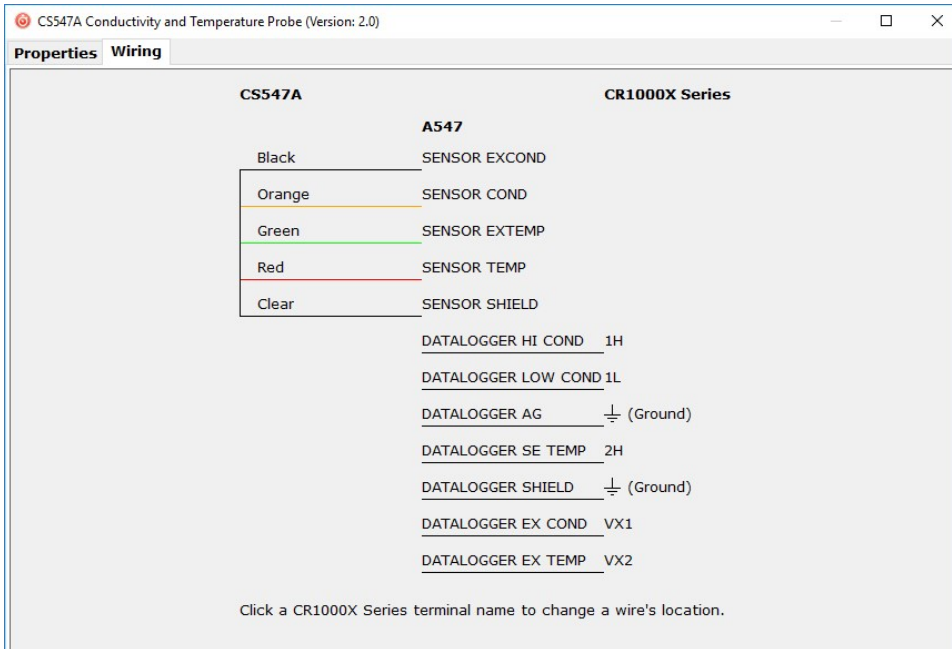 CS547A Conductivity and Temperature Probe (Version: 2.0)
Properties Wiring
CS547A CR1000X Series
A547
Black SENSOR EXCOND
Orange SENSOR COND
Green SENSOR EXTEMP
Red SENSOR TEMP
Clear SENSOR SHIELD
DATALOGGER HI COND 1H
DATALOGGER LOW COND 1L
DATALOGGER AG ⏚ (Ground)
DATALOGGER SE TEMP 2H
DATALOGGER SHIELD ⏚ (Ground)
DATALOGGER EX COND VX1
DATALOGGER EX TEMP VX2
Click a CR1000X Series terminal name to change a wire's location.